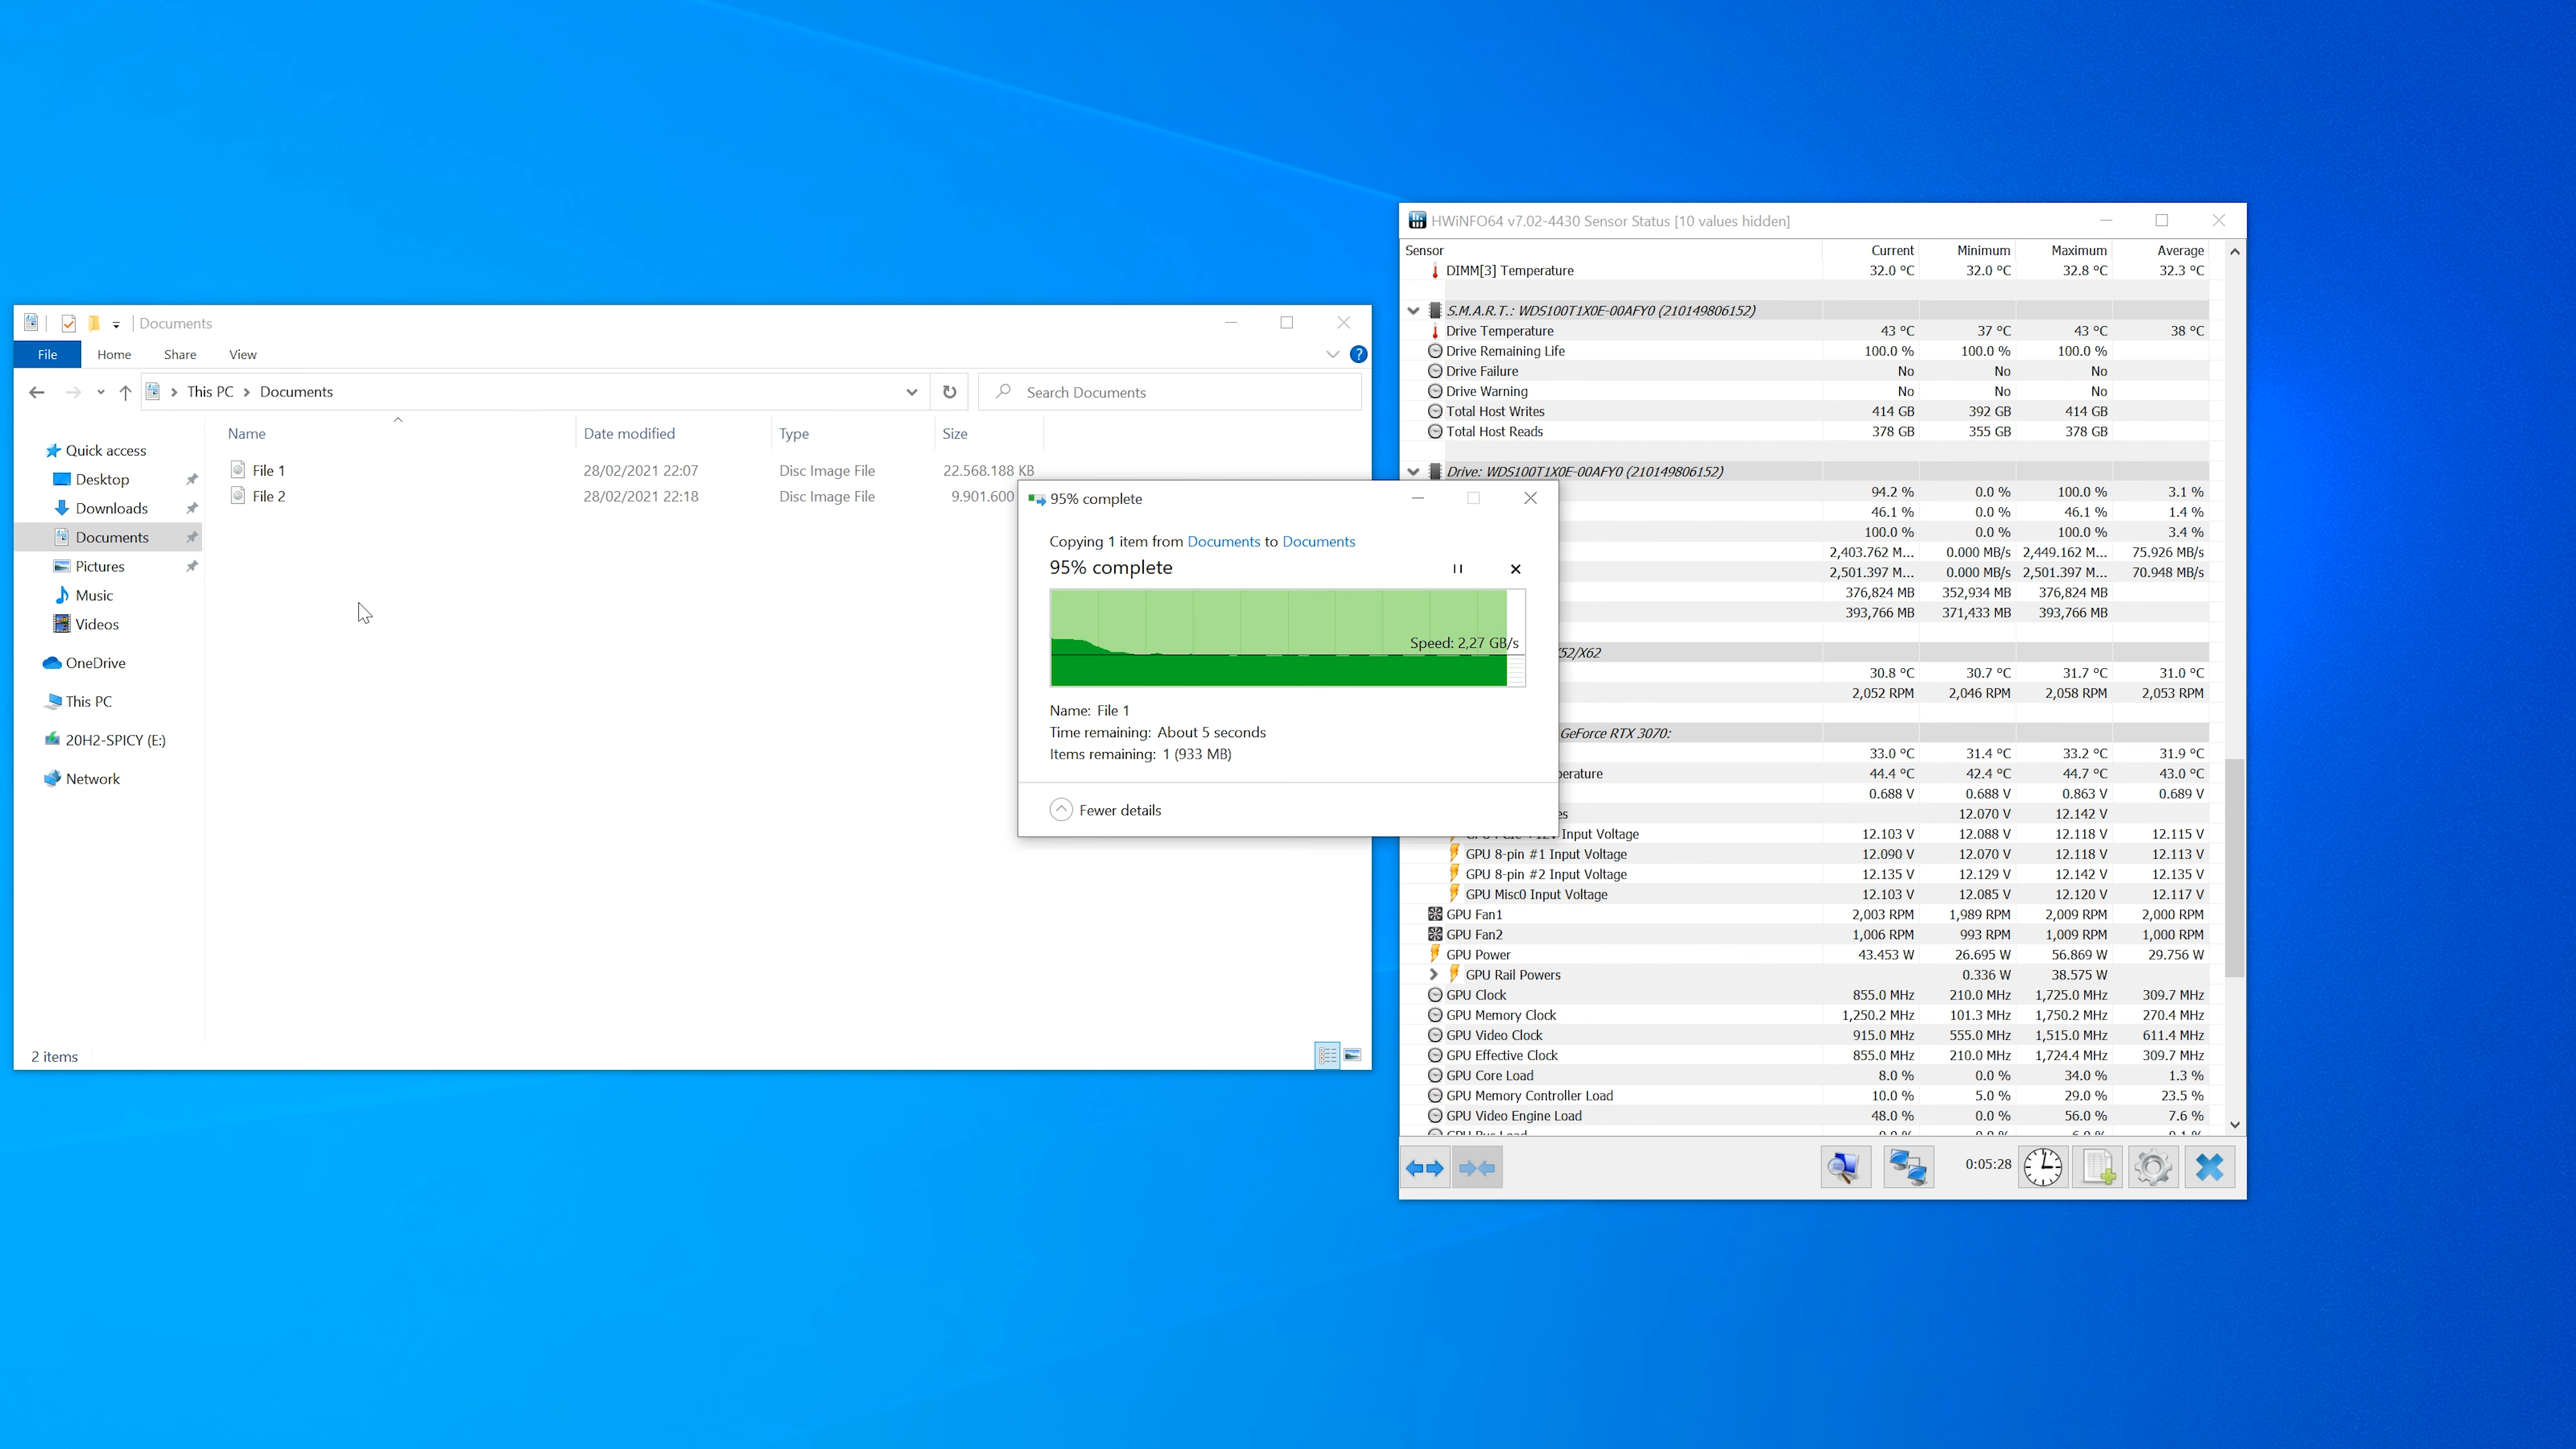 Documents
File Home Share View
This PC > Documents
Search Documents
Name Date modified Type Size
File 1 28/02/2021 22:07 Disc Image File 22.568.188 KB
File 2 28/02/2021 22:18 Disc Image File 9.901.600
Quick access
Desktop
Downloads
Documents
Pictures
Music
Videos
OneDrive
This PC
20H2-SPICY (E:)
Network
2 items
95% complete
Copying 1 item from Documents to Documents
95% complete
Speed: 2,27 GB/s
Name: File 1
Time remaining: About 5 seconds
Items remaining: 1 (933 MB)
Fewer details
HWiNFO64 v7.02-4430 Sensor Status [10 values hidden]
Sensor Current Minimum Maximum Average
DIMM[3] Temperature 32.0 °C 32.0 °C 32.8 °C 32.3 °C
S.M.A.R.T.: WDS100T1X0E-00AFY0 (210149806152)
Drive Temperature 43 °C 37 °C 43 °C 38 °C
Drive Remaining Life 100.0 % 100.0 % 100.0 %
Drive Failure No No No
Drive Warning No No No
Total Host Writes 414 GB 392 GB 414 GB
Total Host Reads 378 GB 355 GB 378 GB
Drive: WDS100T1X0E-00AFY0 (210149806152)
94.2 % 0.0 % 100.0 % 3.1 %
46.1 % 0.0 % 46.1 % 1.4 %
100.0 % 0.0 % 100.0 % 3.4 %
2,403.762 M... 0.000 MB/s 2,449.162 M... 75.926 MB/s
2,501.397 M... 0.000 MB/s 2,501.397 M... 70.948 MB/s
376,824 MB 352,934 MB 376,824 MB
393,766 MB 371,433 MB 393,766 MB
52/X62
30.8 °C 30.7 °C 31.7 °C 31.0 °C
2,052 RPM 2,046 RPM 2,058 RPM 2,053 RPM
GeForce RTX 3070:
33.0 °C 31.4 °C 33.2 °C 31.9 °C
erature 44.4 °C 42.4 °C 44.7 °C 43.0 °C
0.688 V 0.688 V 0.863 V 0.689 V
es 12.070 V 12.142 V
Input Voltage 12.103 V 12.088 V 12.118 V 12.115 V
GPU 8-pin #1 Input Voltage 12.090 V 12.070 V 12.118 V 12.113 V
GPU 8-pin #2 Input Voltage 12.135 V 12.129 V 12.142 V 12.135 V
GPU Misc0 Input Voltage 12.103 V 12.085 V 12.120 V 12.117 V
GPU Fan1 2,003 RPM 1,989 RPM 2,009 RPM 2,000 RPM
GPU Fan2 1,006 RPM 993 RPM 1,009 RPM 1,000 RPM
GPU Power 43.453 W 26.695 W 56.869 W 29.756 W
GPU Rail Powers 0.336 W 38.575 W
GPU Clock 855.0 MHz 210.0 MHz 1,725.0 MHz 309.7 MHz
GPU Memory Clock 1,250.2 MHz 101.3 MHz 1,750.2 MHz 270.4 MHz
GPU Video Clock 915.0 MHz 555.0 MHz 1,515.0 MHz 611.4 MHz
GPU Effective Clock 855.0 MHz 210.0 MHz 1,724.4 MHz 309.7 MHz
GPU Core Load 8.0 % 0.0 % 34.0 % 1.3 %
GPU Memory Controller Load 10.0 % 5.0 % 29.0 % 23.5 %
GPU Video Engine Load 48.0 % 0.0 % 56.0 % 7.6 %
0:05:28